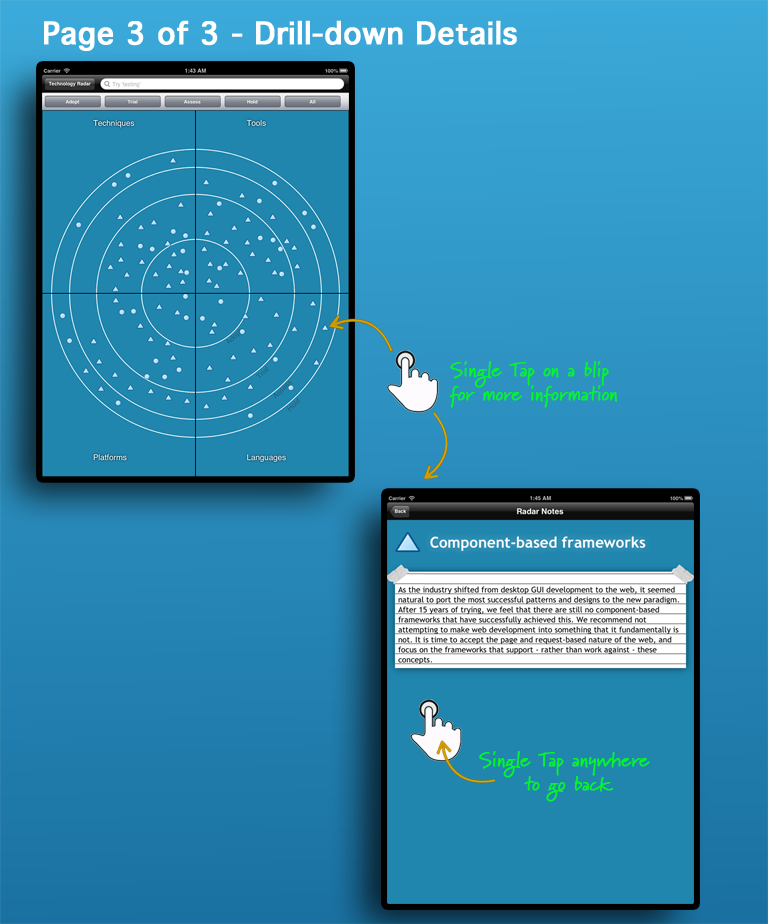 Page 3 of 3 - Drill-down Details
Carrier 1:43 AM 100%
Technology Radar Try 'testing'
Adopt Trial Assess Hold All
Techniques Tools
Platforms Languages
Single Tap on a blip
for more information
Carrier 1:45 AM 100%
Back Radar Notes
Component-based frameworks
As the industry shifted from desktop GUI development to the web, it seemed
natural to port the most successful patterns and designs to the new paradigm.
After 15 years of trying, we feel that there are still no component-based
frameworks that have successfully achieved this. We recommend not
attempting to make web development into something that it fundamentally is
not. It is time to accept the page and request-based nature of the web, and
focus on the frameworks that support - rather than work against - these
concepts.
Single Tap anywhere
to go back